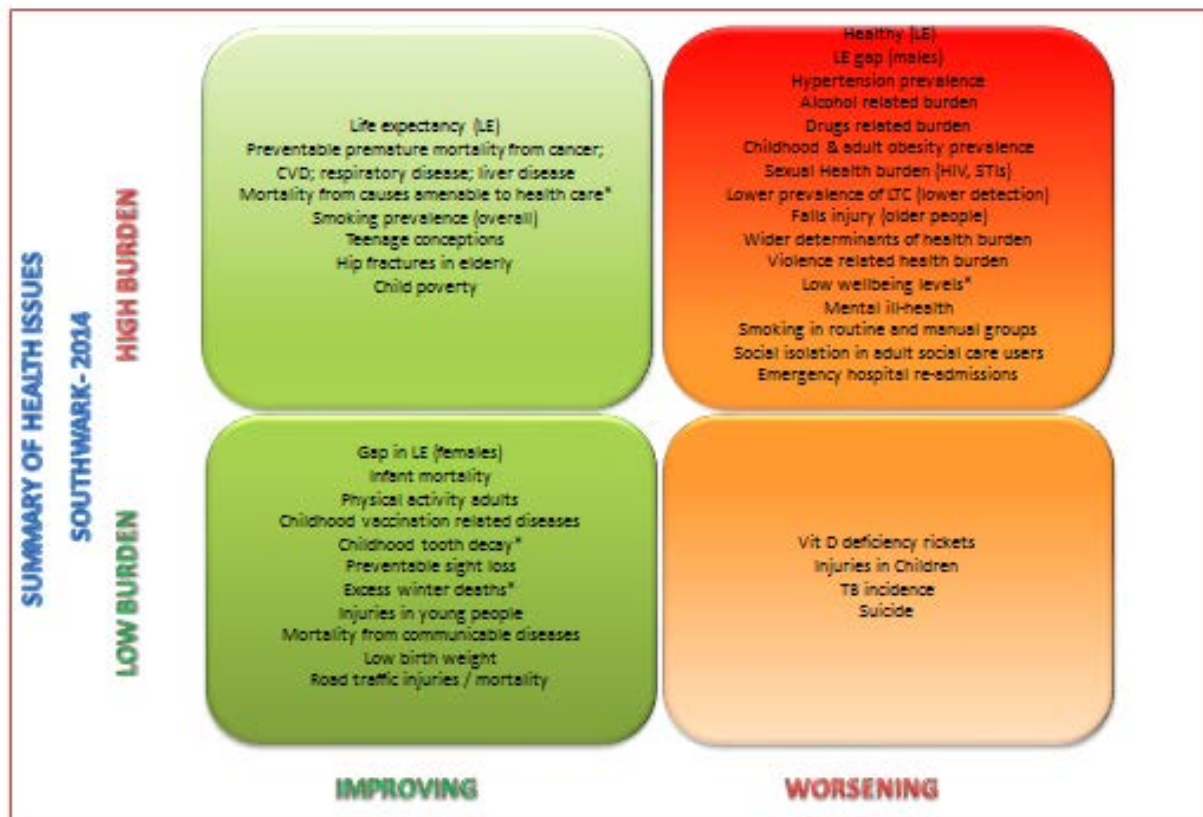 SUMMARY OF HEALTH ISSUES
SOUTHWARK- 2014
HIGH BURDEN
Life expectancy (LE)
Preventable premature mortality from cancer;
CVD; respiratory disease; liver disease
Mortality from causes amenable to health care*
Smoking prevalence (overall)
Teenage conceptions
Hip fractures in elderly
Child poverty
Healthy (LE)
LE gap (males)
Hypertension prevalence
Alcohol related burden
Drugs related burden
Childhood & adult obesity prevalence
Sexual Health burden (HIV, STIs)
Lower prevalence of LTC (lower detection)
Falls injury (older people)
Wider determinants of health burden
Violence related health burden
Low wellbeing levels*
Mental ill-health
Smoking in routine and manual groups
Social isolation in adult social care users
Emergency hospital re-admissions
LOW BURDEN
Gap in LE (females)
Infant mortality
Physical activity adults
Childhood vaccination related diseases
Childhood tooth decay*
Preventable sight loss
Excess winter deaths*
Injuries in young people
Mortality from communicable diseases
Low birth weight
Road traffic injuries / mortality
Vit D deficiency rickets
Injuries in Children
TB incidence
Suicide
IMPROVING
WORSENING